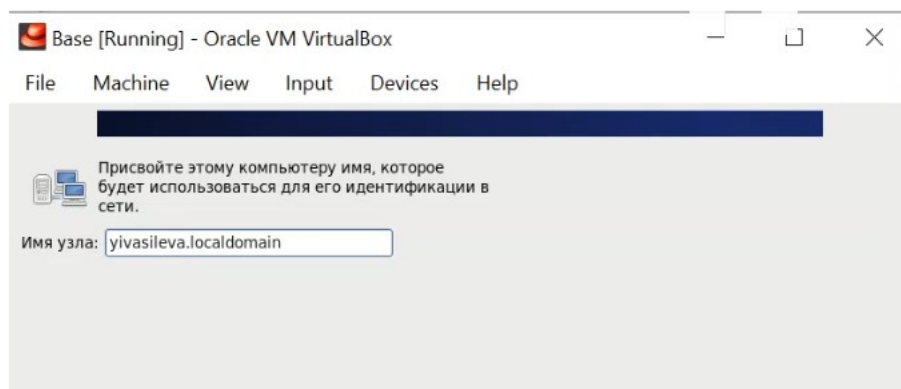 Base [Running] - Oracle VM VirtualBox
File Machine View Input Devices Help
Присвойте этому компьютеру имя, которое
будет использоваться для его идентификации в
сети.
Имя узла: yivasileva.localdomain